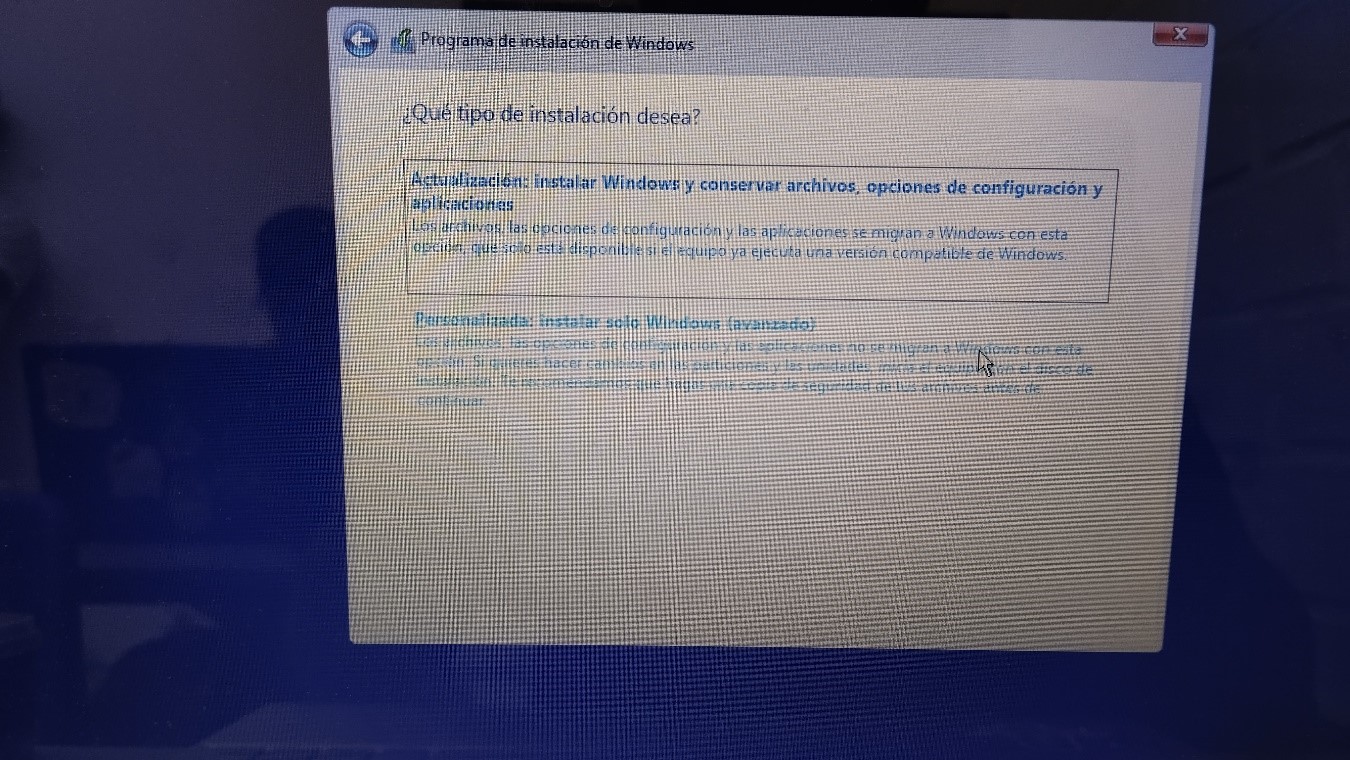 Programa de instalación de Windows
¿Qué tipo de instalación desea?
Actualización: instalar Windows y conservar archivos, opciones de configuración y
aplicaciones
Los archivos, las opciones de configuración y las aplicaciones se migran a Windows con esta
opción, que solo está disponible si el equipo ya ejecuta una versión compatible de Windows.
Personalizada: instalar solo Windows (avanzado)
Los archivos, las opciones de configuración y las aplicaciones no se migran a Windows con esta
opción. Si quieres hacer cambios en las particiones y las unidades, inicia el equipo con el disco de
instalación. Te recomendamos que hagas una copia de seguridad de tus archivos antes de
continuar.